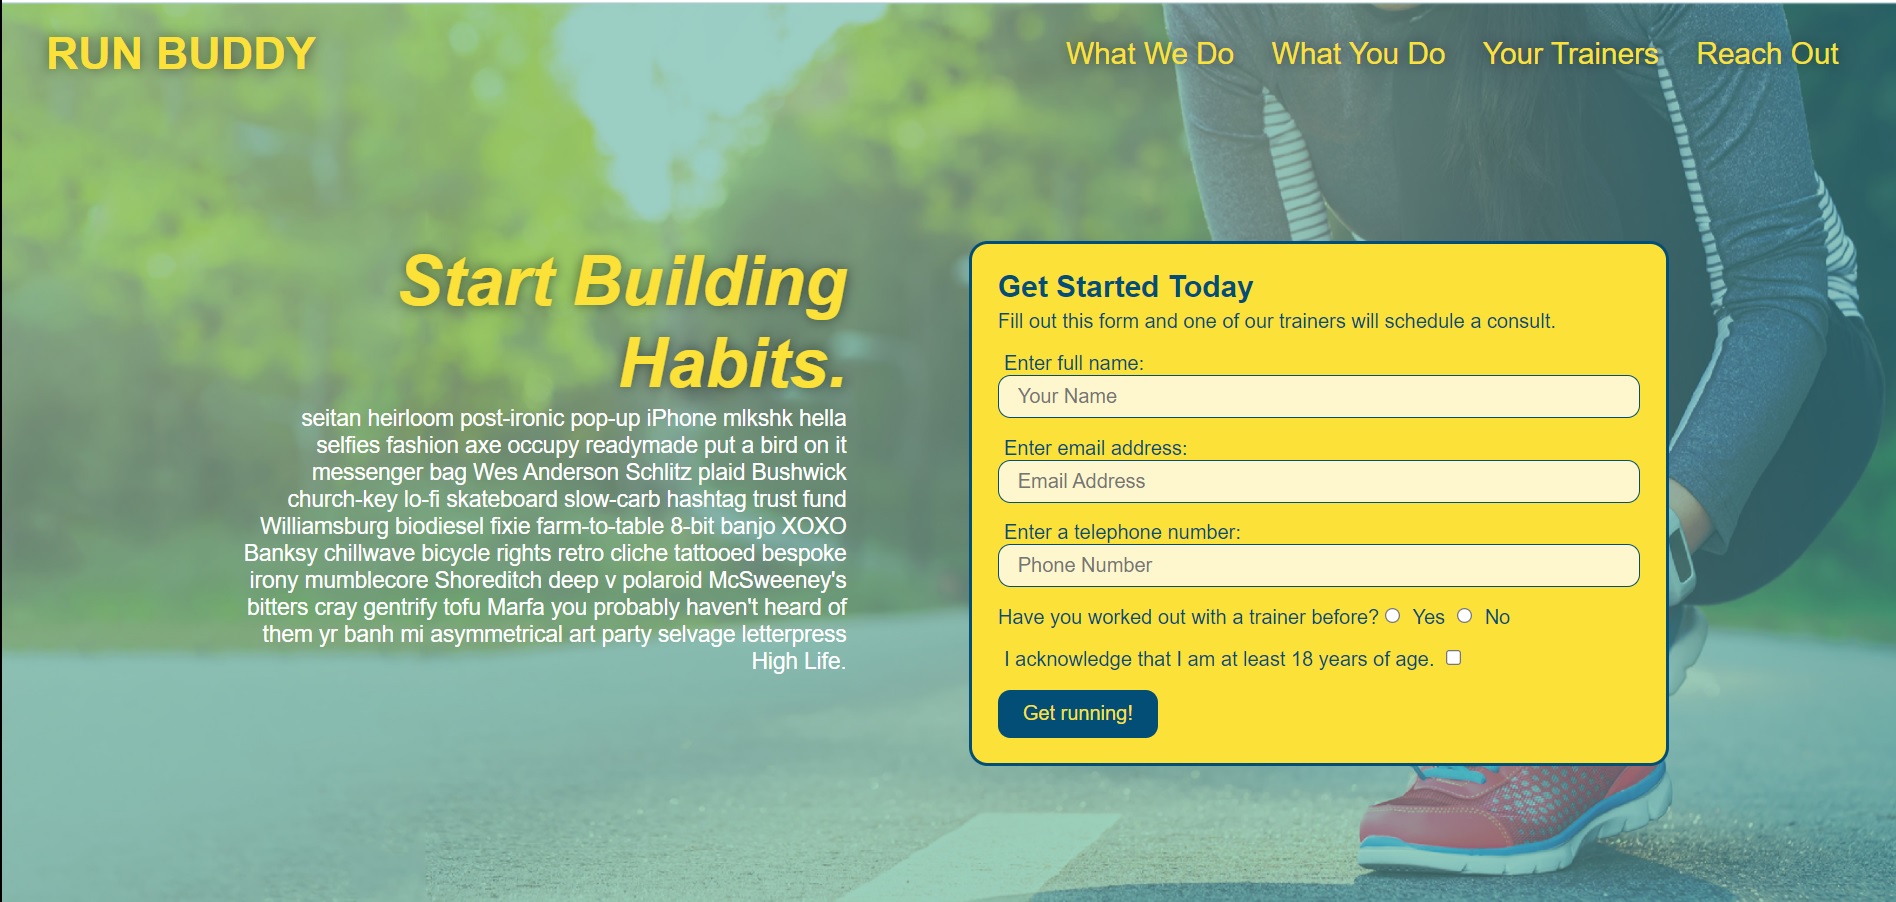 RUN BUDDY
What We Do What You Do Your Trainers Reach Out
Start Building
Habits.
seitan heirloom post-ironic pop-up iPhone mlkshk hella
selfies fashion axe occupy readymade put a bird on it
messenger bag Wes Anderson Schlitz plaid Bushwick
church-key lo-fi skateboard slow-carb hashtag trust fund
Williamsburg biodiesel fixie farm-to-table 8-bit banjo XOXO
Banksy chillwave bicycle rights retro cliche tattooed bespoke
irony mumblecore Shoreditch deep v polaroid McSweeney's
bitters cray gentrify tofu Marfa you probably haven't heard of
them yr banh mi asymmetrical art party selvage letterpress
High Life.
Get Started Today
Fill out this form and one of our trainers will schedule a consult.
Enter full name:
Your Name
Enter email address:
Email Address
Enter a telephone number:
Phone Number
Have you worked out with a trainer before? Yes No
I acknowledge that I am at least 18 years of age.
Get running!